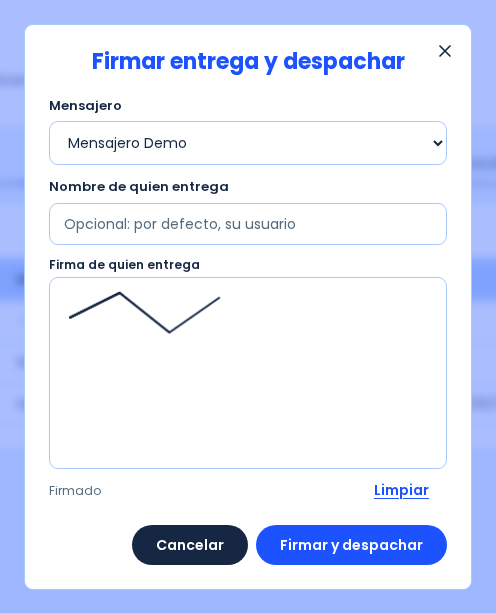 Firmar entrega y despachar
Mensajero
Mensajero Demo
Nombre de quien entrega
Opcional: por defecto, su usuario
Firma de quien entrega
Firmado
Limpiar
Cancelar
Firmar y despachar